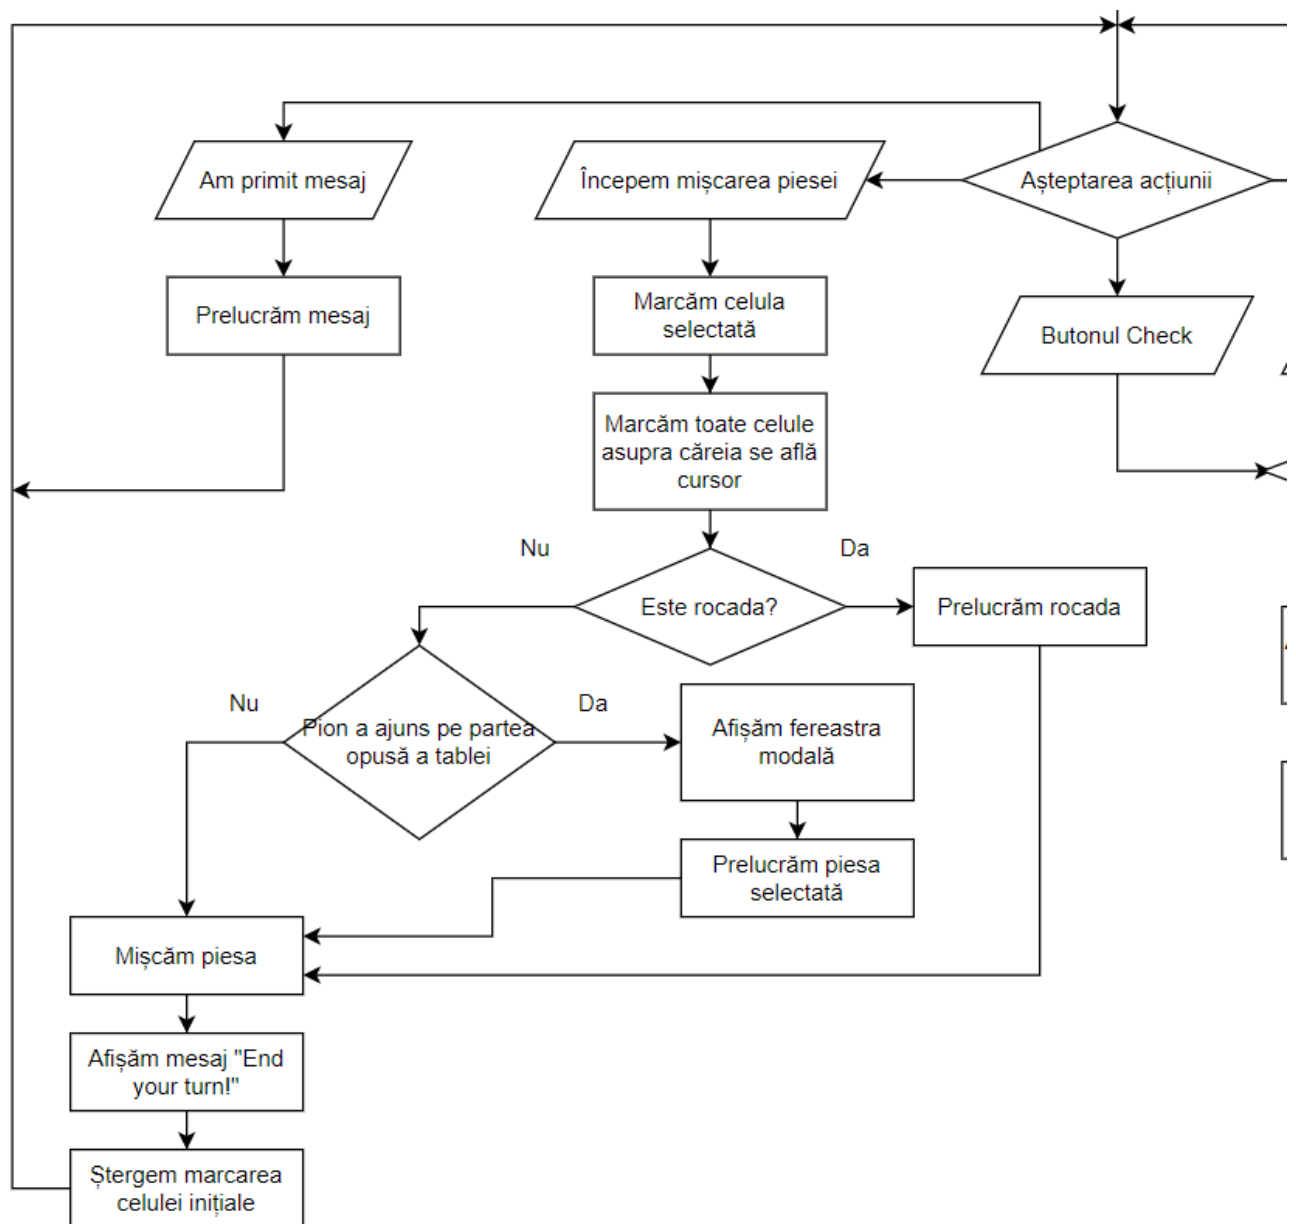 Am primit mesaj
Începem mișcarea piesei
Așteptarea acțiunii
Prelucrăm mesaj
Marcăm celula
selectată
Butonul Check
Marcăm toate celule
asupra căreia se află
cursor
Nu
Da
Este rocada?
Prelucrăm rocada
Nu
Da
Pion a ajuns pe partea
opusă a tablei
Afișăm fereastra
modală
Prelucrăm piesa
selectată
Mișcăm piesa
Afișăm mesaj "End
your turn!"
Ștergem marcarea
celulei inițiale